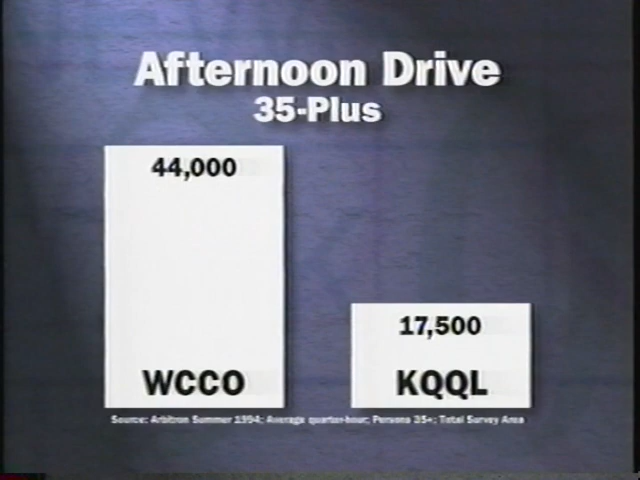 Afternoon Drive
35-Plus
44,000
17,500
WCCO
KQQL
Source: Arbitron Summer 1994; Average quarter-hour; Persons 35+; Total Survey Area